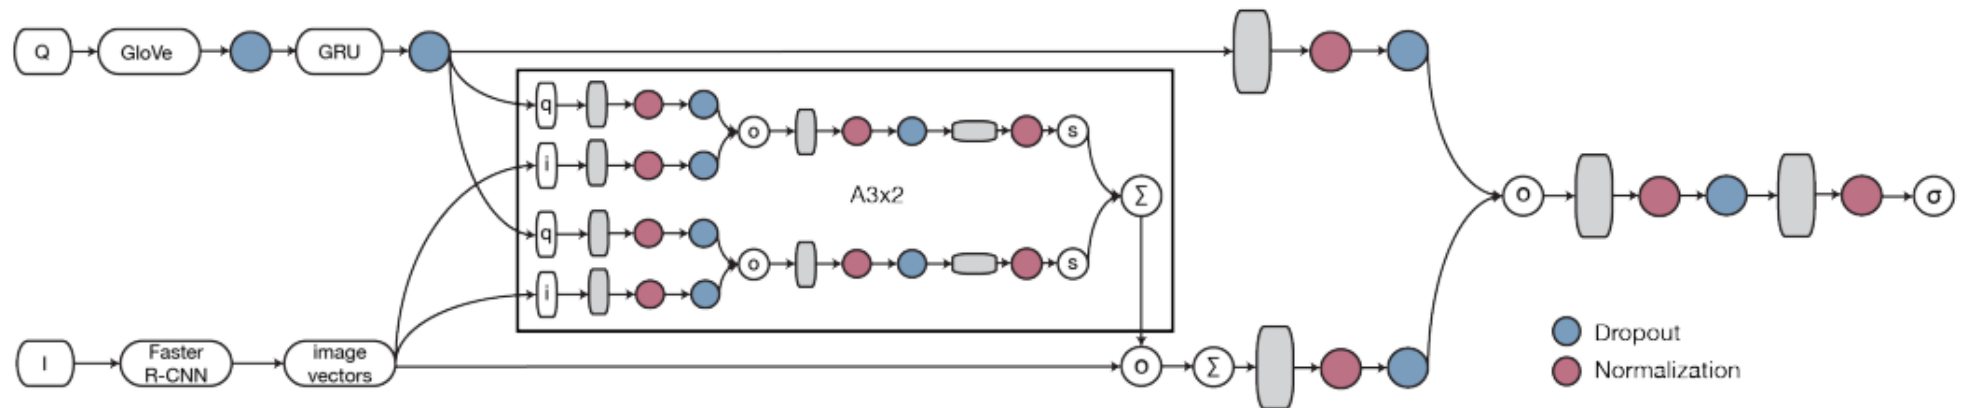 Q
GloVe
GRU
q
i
o
s
A3x2
Σ
q
i
o
s
I
Faster
R-CNN
image
vectors
o
Σ
o
σ
Dropout
Normalization